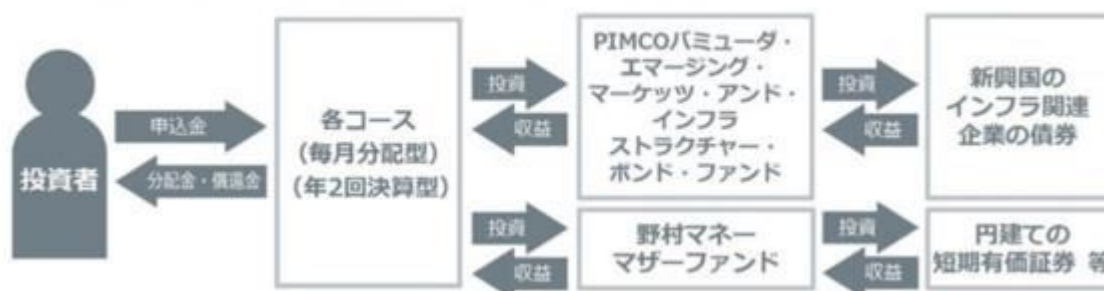 投資者
申込金
分配金・償還金
各コース
（毎月分配型）
（年2回決算型）
投資
収益
PIMCOバミューダ・
エマージング・
マーケッツ・アンド・
インフラ
ストラクチャー・
ボンド・ファンド
投資
収益
新興国の
インフラ関連
企業の債券
投資
収益
野村マネー
マザーファンド
投資
収益
円建ての
短期有価証券 等